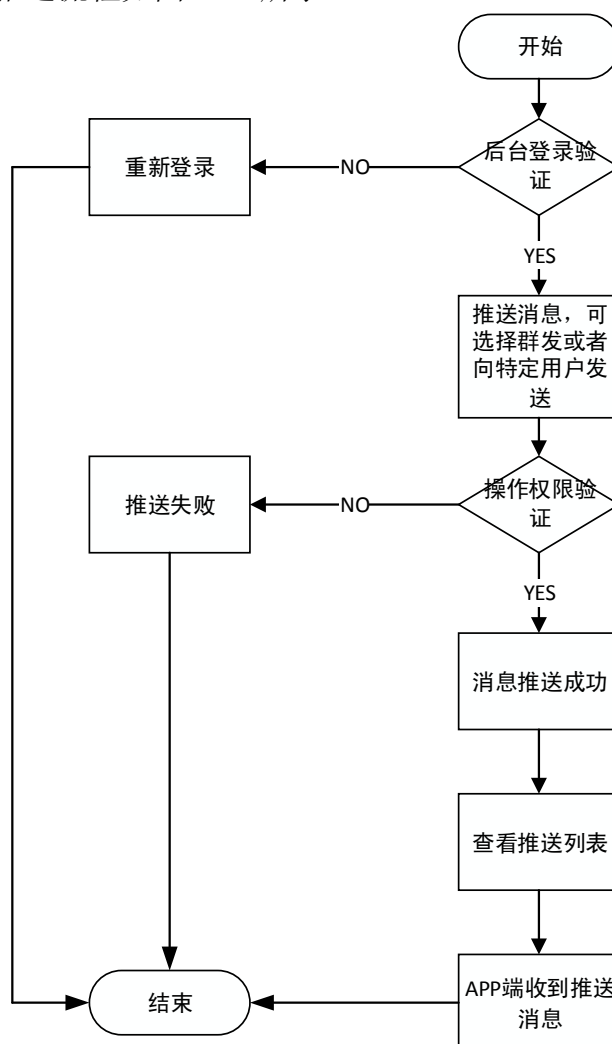 开始
后台登录验
证
NO
重新登录
YES
推送消息，可
选择群发或者
向特定用户发
送
操作权限验
证
NO
推送失败
YES
消息推送成功
查看推送列表
APP端收到推送
消息
结束